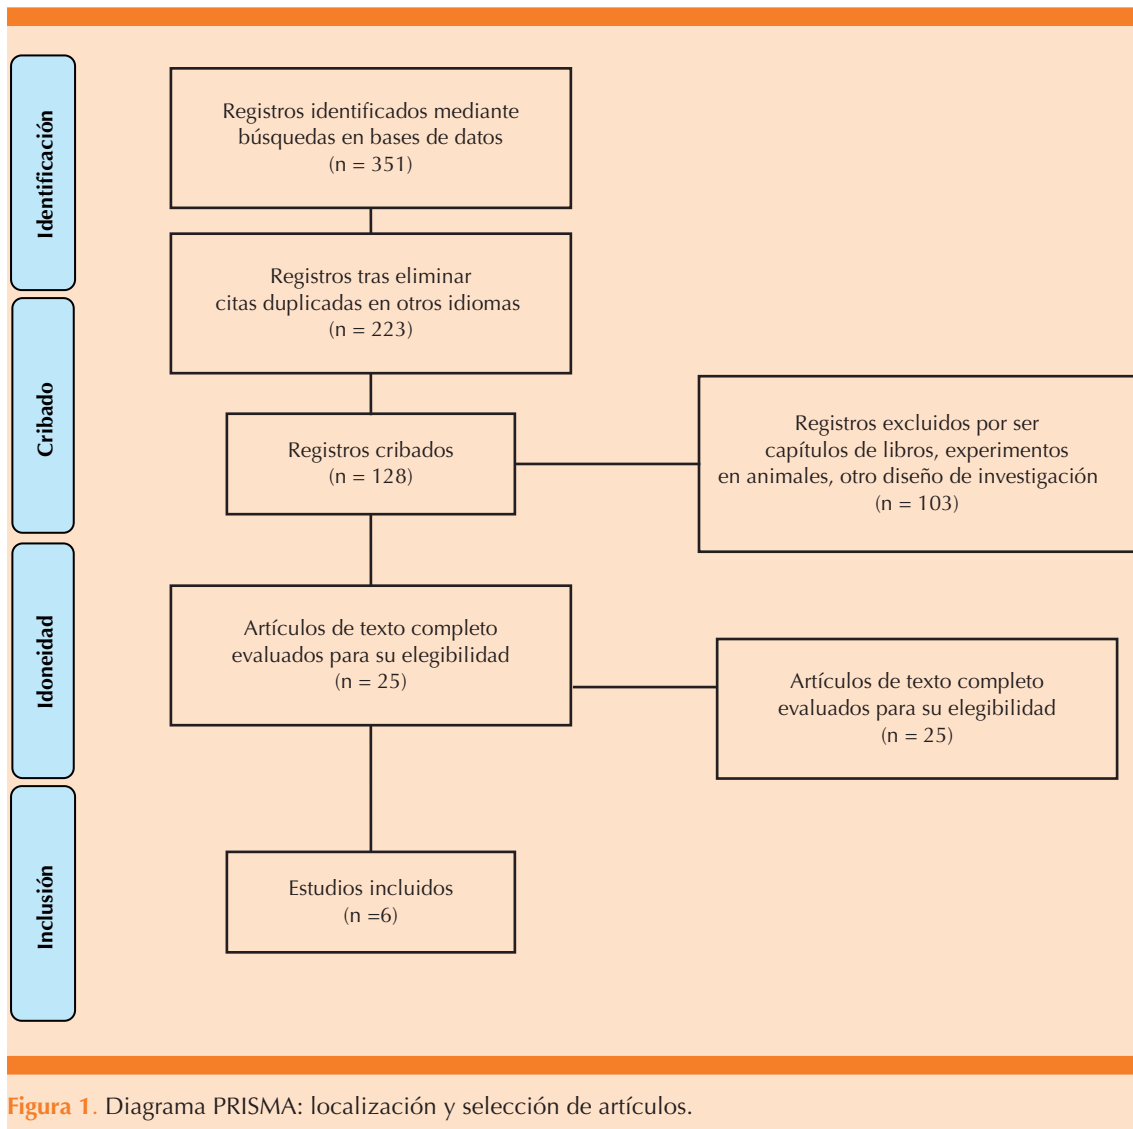 Identificación
Registros identificados mediante
búsquedas en bases de datos
(n = 351)
Registros tras eliminar
citas duplicadas en otros idiomas
(n = 223)
Cribado
Registros cribados
(n = 128)
Registros excluidos por ser
capítulos de libros, experimentos
en animales, otro diseño de investigación
(n = 103)
Idoneidad
Artículos de texto completo
evaluados para su elegibilidad
(n = 25)
Artículos de texto completo
evaluados para su elegibilidad
(n = 25)
Inclusión
Estudios incluidos
(n =6)
Figura 1. Diagrama PRISMA: localización y selección de artículos.